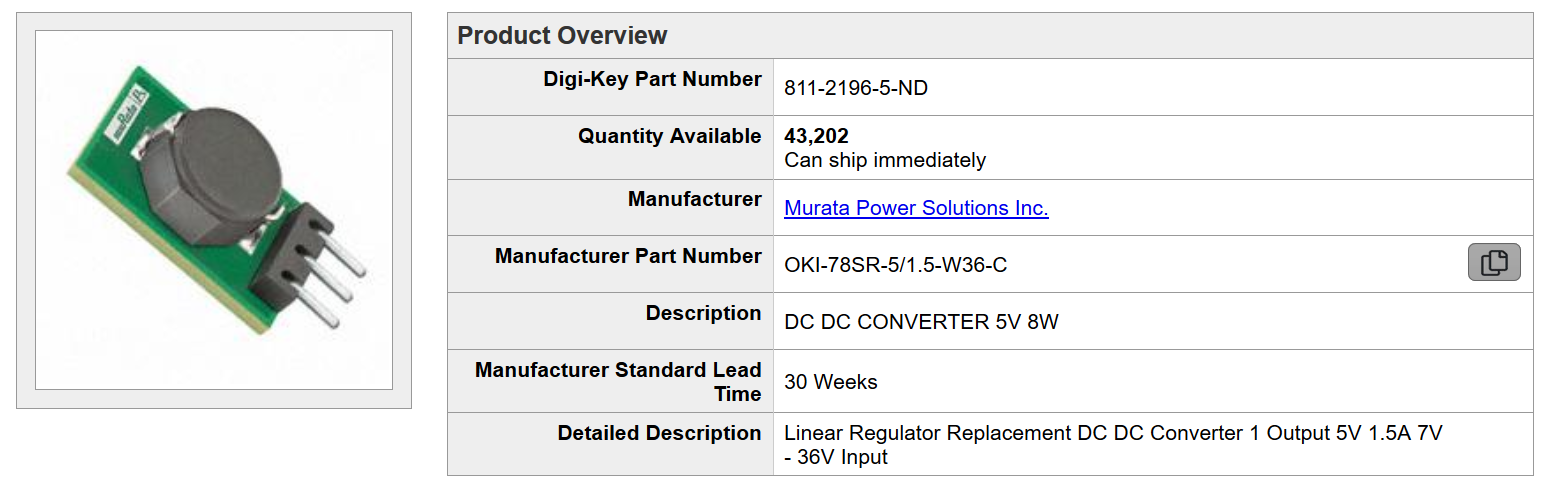 muRata Ps
Product Overview
Digi-Key Part Number
811-2196-5-ND
Quantity Available
43,202
Can ship immediately
Manufacturer
Murata Power Solutions Inc.
Manufacturer Part Number
OKI-78SR-5/1.5-W36-C
Description
DC DC CONVERTER 5V 8W
Manufacturer Standard Lead
Time
30 Weeks
Detailed Description
Linear Regulator Replacement DC DC Converter 1 Output 5V 1.5A 7V
- 36V Input